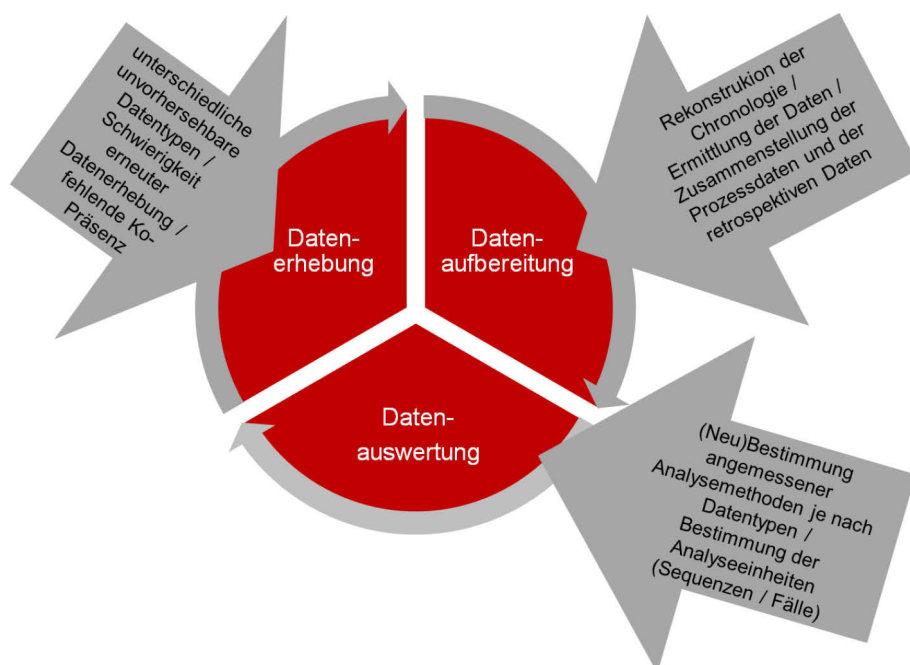 unterschiedliche
unvorhersehbare
Datentypen /
Schwierigkeit
erneuter
Datenerhebung /
fehlende Ko-
Präsenz
Rekonstrukion der
Chronologie /
Ermittlung der Daten /
Zusammenstellung der
Prozessdaten und der
retrospektiven Daten
Daten-
erhebung
Daten-
aufbereitung
Daten-
auswertung
(Neu)Bestimmung
angemessener
Analysemethoden je nach
Datentypen /
Bestimmung der
Analyseeinheiten
(Sequenzen / Fälle)